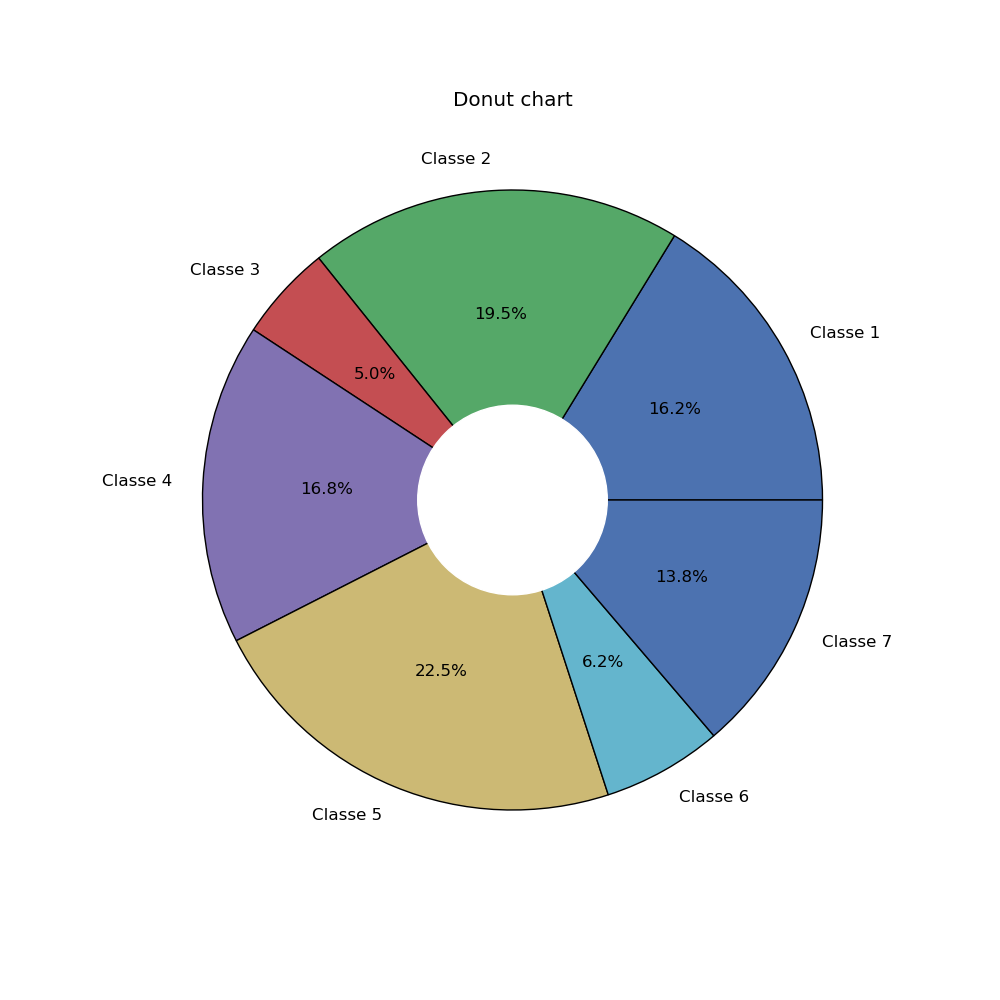 Donut chart
Classe 2
Classe 3
19.5%
Classe 1
5.0%
16.2%
Classe 4
16.8%
13.8%
Classe 7
6.2%
22.5%
Classe 6
Classe 5